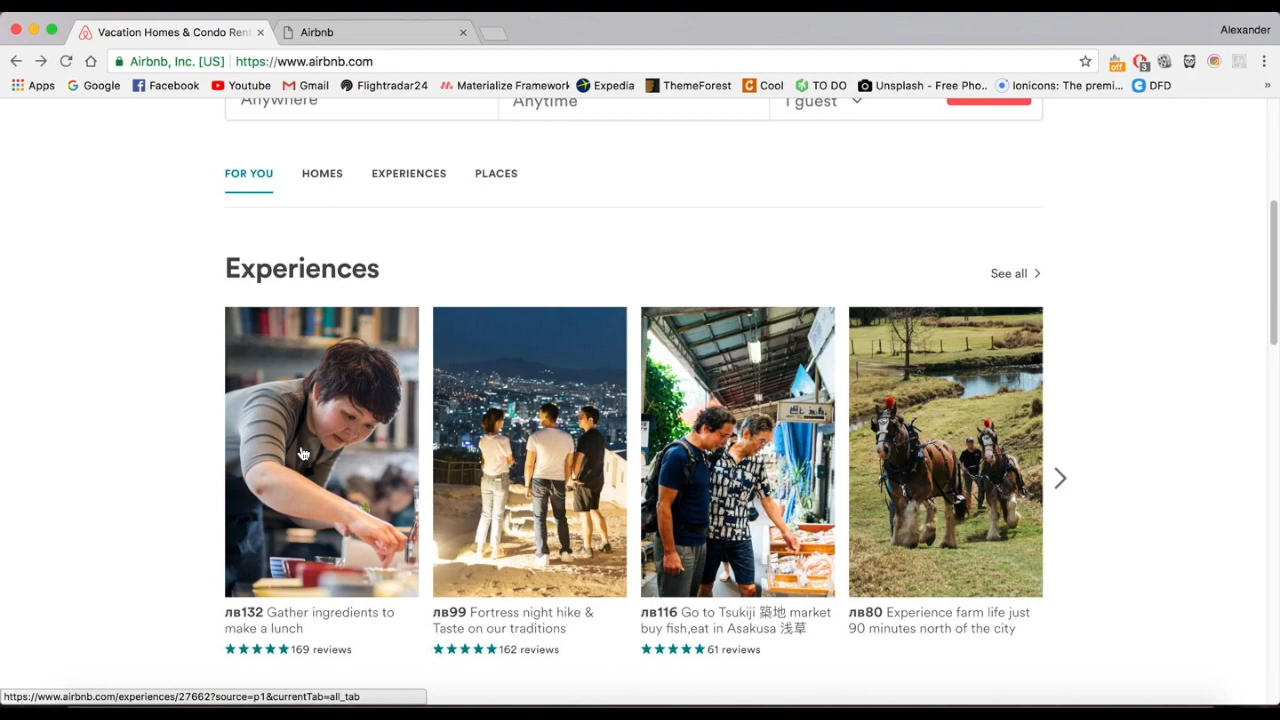 Vacation Homes & Condo Rent
Airbnb
Alexander
Airbnb, Inc. [US] https://www.airbnb.com
off
3
Apps Google Facebook Youtube Gmail Flightradar24 Materialize Framework Expedia ThemeForest Cool TO DO Unsplash - Free Pho... Ionicons: The premi... DFD »
Anywhere Anytime 1 guest
FOR YOU HOMES EXPERIENCES PLACES
Experiences
See all
лв132 Gather ingredients to
make a lunch
169 reviews
лв99 Fortress night hike &
Taste on our traditions
162 reviews
лв116 Go to Tsukiji 築地 market
buy fish,eat in Asakusa 浅草
61 reviews
лв80 Experience farm life just
90 minutes north of the city
https://www.airbnb.com/experiences/27662?source=p1&currentTab=all_tab